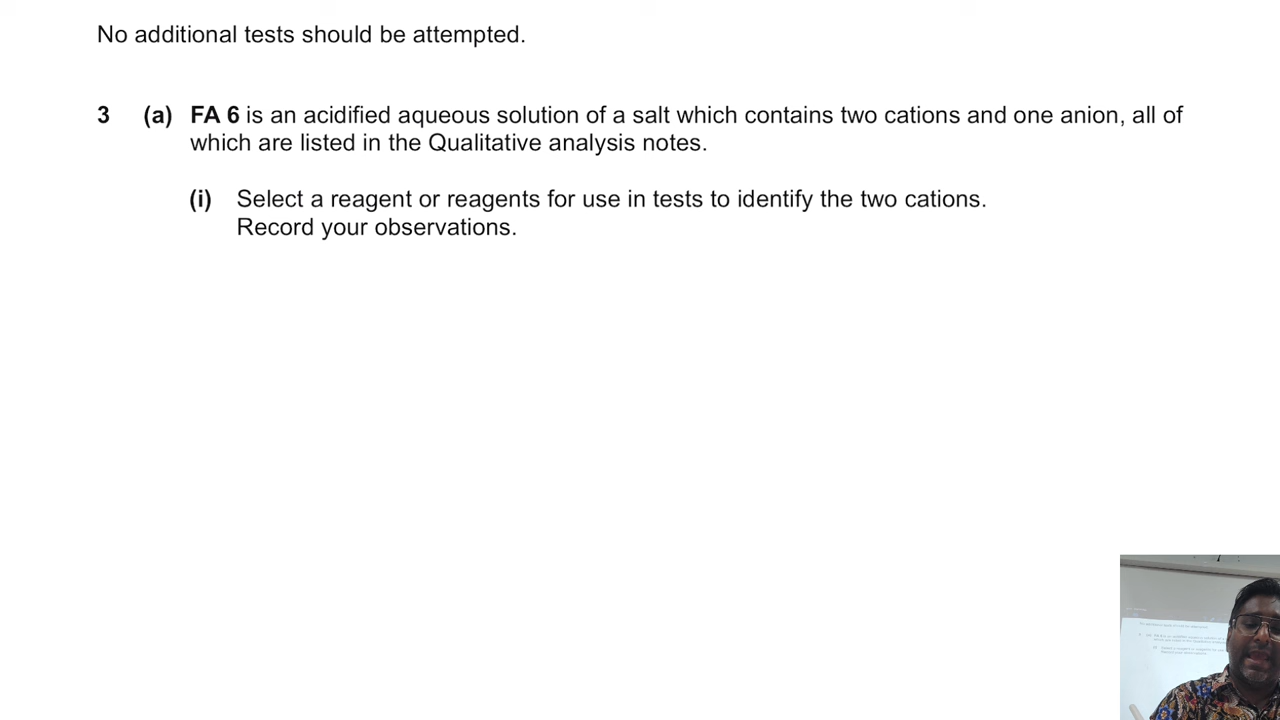 No additional tests should be attempted.
3 (a) FA 6 is an acidified aqueous solution of a salt which contains two cations and one anion, all of
which are listed in the Qualitative analysis notes.
(i) Select a reagent or reagents for use in tests to identify the two cations.
Record your observations.